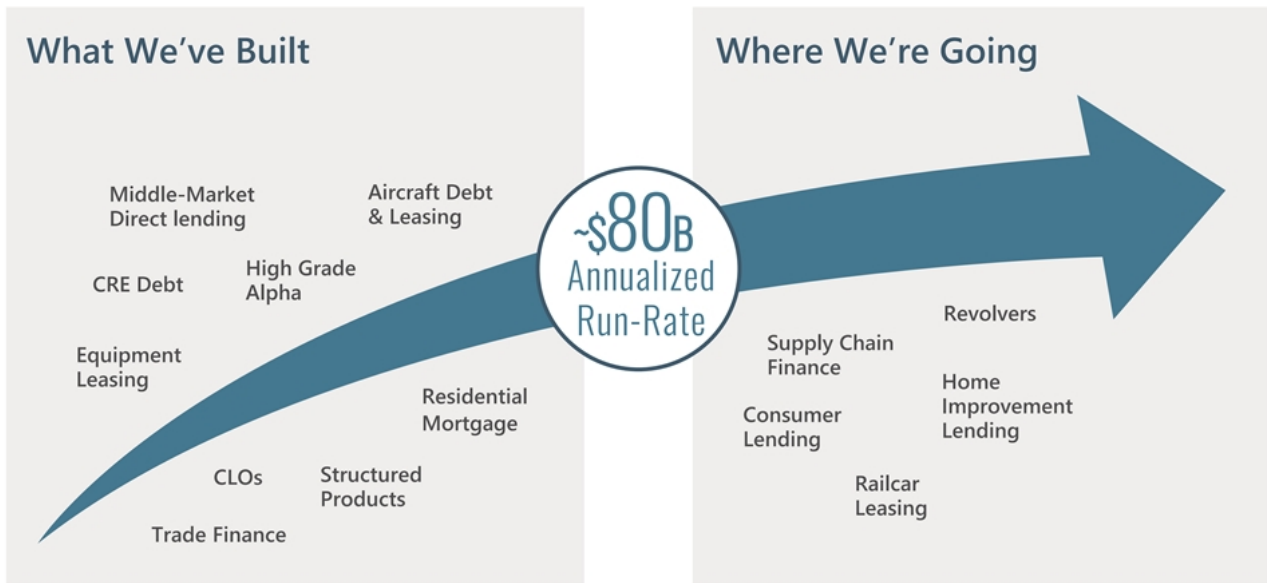 What We've Built
Middle-Market
Direct lending
Aircraft Debt
& Leasing
CRE Debt
High Grade
Alpha
Equipment
Leasing
Residential
Mortgage
CLOs
Structured
Products
Trade Finance
~$80B
Annualized
Run-Rate
Where We're Going
Revolvers
Supply Chain
Finance
Home
Improvement
Lending
Consumer
Lending
Railcar
Leasing